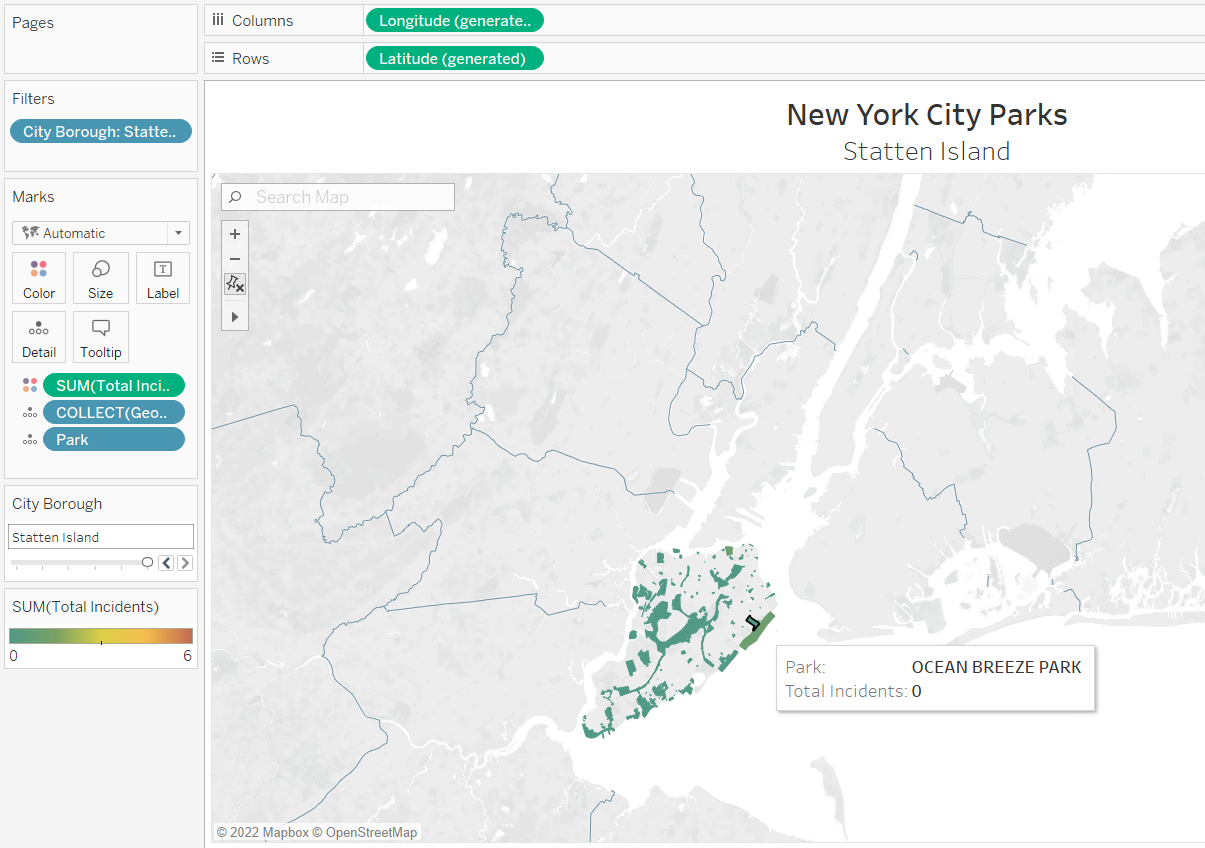 Pages
Columns
Longitude (generate..
Rows
Latitude (generated)
Filters
City Borough: Statte..
New York City Parks
Statten Island
Marks
Search Map
Automatic
Color
Size
Label
Detail
Tooltip
SUM(Total Inci..
COLLECT(Geo..
Park
City Borough
Statten Island
SUM(Total Incidents)
0 6
Park: OCEAN BREEZE PARK
Total Incidents: 0
© 2022 Mapbox © OpenStreetMap